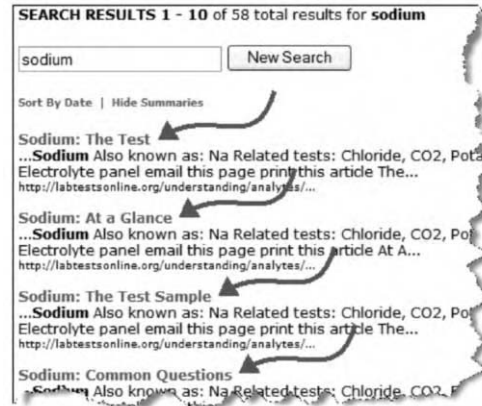 SEARCH RESULTS 1 - 10 of 58 total results for sodium
sodium
New Search
Sort By Date | Hide Summaries
Sodium: The Test
...Sodium Also known as: Na Related tests: Chloride, CO2, Pota
Electrolyte panel email this page print this article The...
http://labtestsonline.org/understanding/analytes/...
Sodium: At a Glance
...Sodium Also known as: Na Related tests: Chloride, CO2, Po
Electrolyte panel email this page print this article At A...
http://labtestsonline.org/understanding/analytes/...
Sodium: The Test Sample
...Sodium Also known as: Na Related tests: Chloride, CO2, Po
Electrolyte panel email this page print this article The...
http://labtestsonline.org/understanding/analytes/...
Sodium: Common Questions
...Sodium Also known as: Na Related tests: Chloride, CO2,